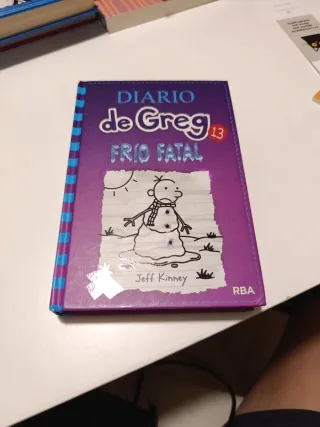 DIARIO
de Greg 13
FRÍO FATAL
Jeff Kinney
RBA